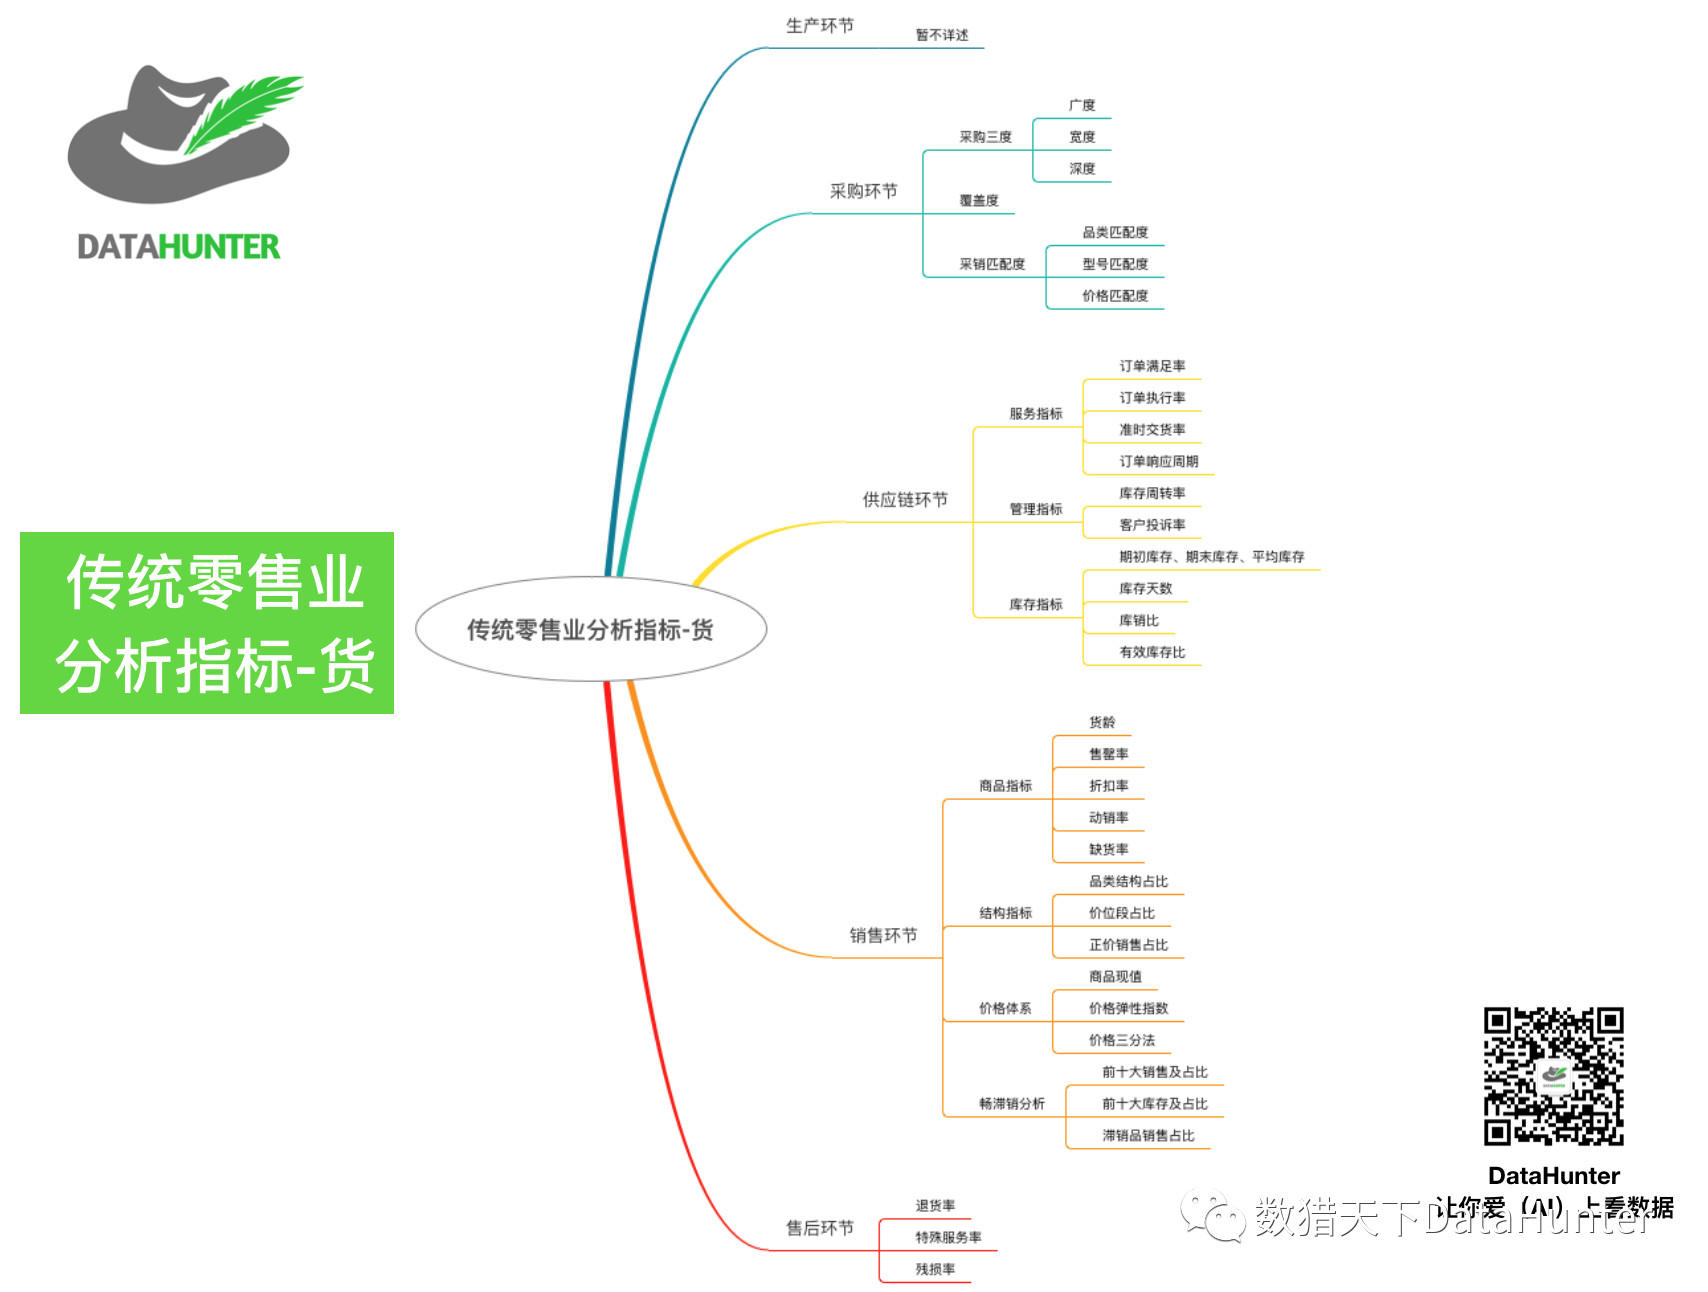 DATAHUNTER
传统零售业
分析指标-货
传统零售业分析指标-货
生产环节
暂不详述
采购环节
采购三度
广度
宽度
深度
覆盖度
采销匹配度
品类匹配度
型号匹配度
价格匹配度
供应链环节
服务指标
订单满足率
订单执行率
准时交货率
订单响应周期
管理指标
库存周转率
客户投诉率
库存指标
期初库存、期末库存、平均库存
库存天数
库销比
有效库存比
销售环节
商品指标
货龄
售罄率
折扣率
动销率
缺货率
结构指标
品类结构占比
价位段占比
正价销售占比
价格体系
商品现值
价格弹性指数
价格三分法
畅滞销分析
前十大销售及占比
前十大库存及占比
滞销品销售占比
售后环节
退货率
特殊服务率
残损率
DataHunter
让你爱（AI）上看数据
数猎天下DataHunter